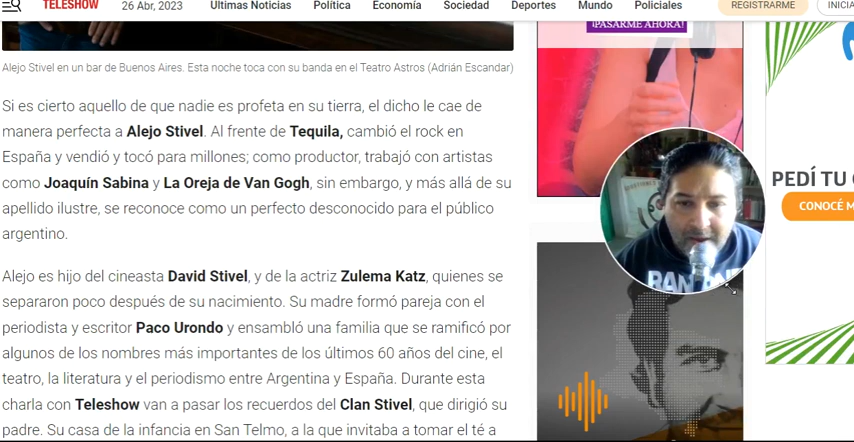 TELESHOW
26 Abr, 2023
Últimas Noticias
Política
Economía
Sociedad
Deportes
Mundo
Policiales
REGISTRARME
¡PASARME AHORA!
Alejo Stivel en un bar de Buenos Aires. Esta noche toca con su banda en el Teatro Astros (Adrián Escandar)
Si es cierto aquello de que nadie es profeta en su tierra, el dicho le cae de
manera perfecta a Alejo Stivel. Al frente de Tequila, cambió el rock en
España y vendió y tocó para millones; como productor, trabajó con artistas
como Joaquín Sabina y La Oreja de Van Gogh, sin embargo, y más allá de su
apellido ilustre, se reconoce como un perfecto desconocido para el público
argentino.
Alejo es hijo del cineasta David Stivel, y de la actriz Zulema Katz, quienes se
separaron poco después de su nacimiento. Su madre formó pareja con el
periodista y escritor Paco Urondo y ensambló una familia que se ramificó por
algunos de los nombres más importantes de los últimos 60 años del cine, el
teatro, la literatura y el periodismo entre Argentina y España. Durante esta
charla con Teleshow van a pasar los recuerdos del Clan Stivel, que dirigió su
padre. Su casa de la infancia en San Telmo, a la que invitaba a tomar el té a
PEDÍ TU